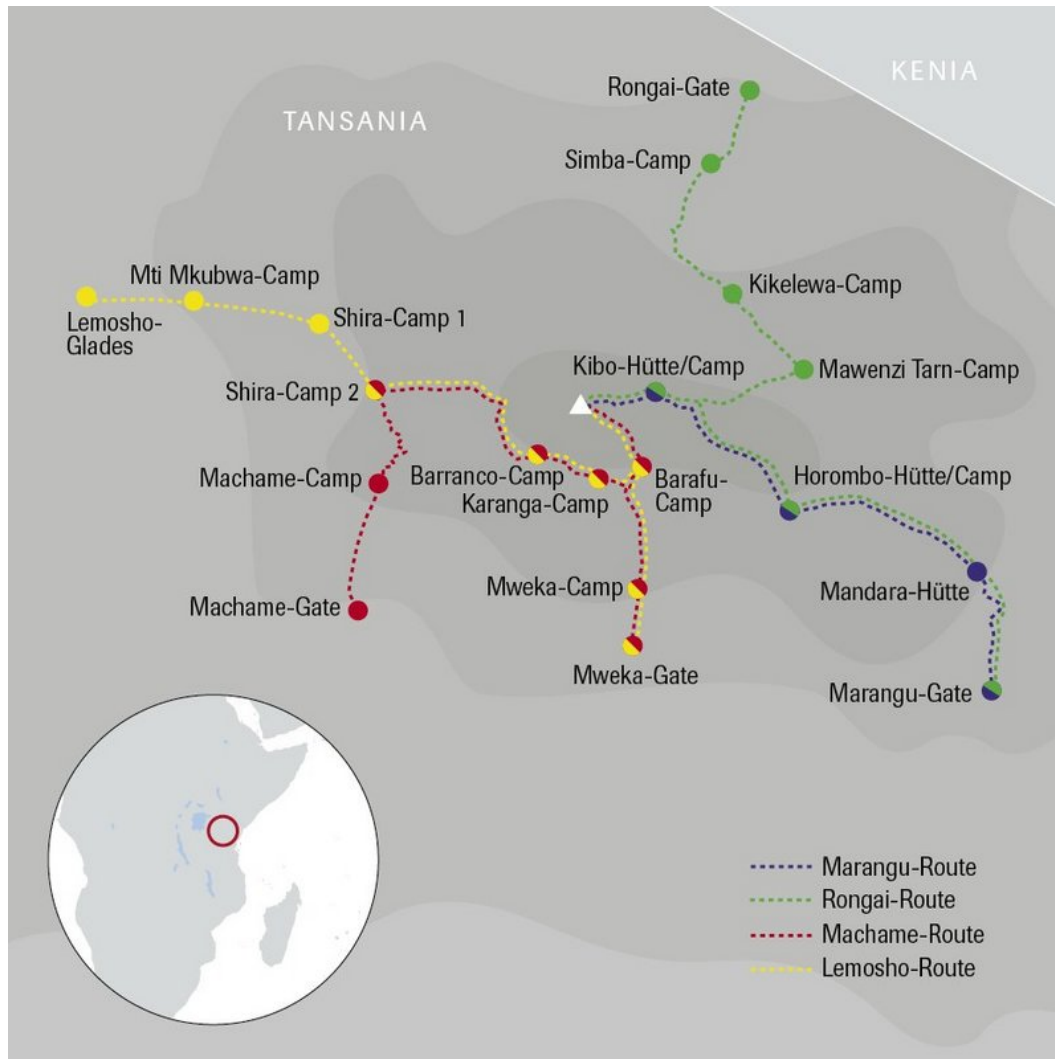 KENIA
Rongai-Gate
TANSANIA
Simba-Camp
Mti Mkubwa-Camp
Kikelewa-Camp
Lemosho-
Glades
Shira-Camp 1
Kibo-Hütte/Camp
Mawenzi Tarn-Camp
Shira-Camp 2
Machame-Camp
Barranco-Camp
Karanga-Camp
Barafu-
Camp
Horombo-Hütte/Camp
Mweka-Camp
Mandara-Hütte
Machame-Gate
Mweka-Gate
Marangu-Gate
Marangu-Route
Rongai-Route
Machame-Route
Lemosho-Route